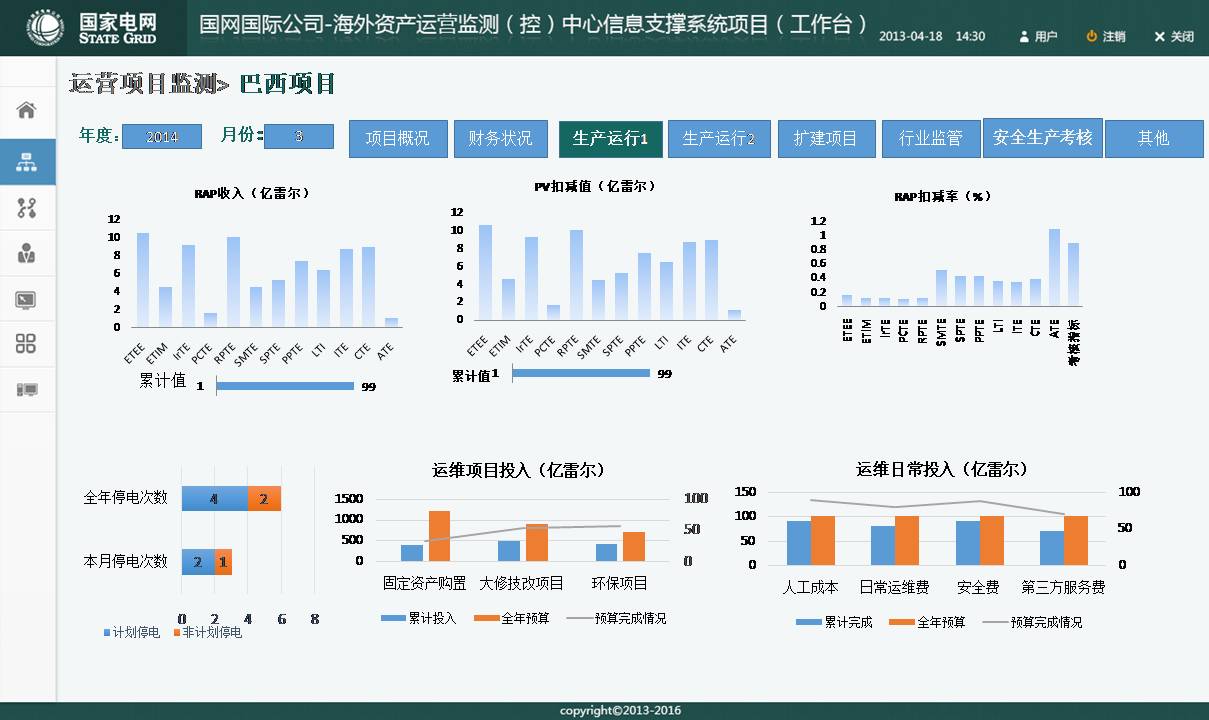 国家电网
STATE GRID
国网国际公司-海外资产运营监测（控）中心信息支撑系统项目（工作台）
2013-04-18 14:30
用户
注销
关闭
运营项目监测> 巴西项目
年度: 2014 月份: 3
项目概况 财务状况 生产运行1 生产运行2 扩建项目 行业监管 安全生产考核 其他
RAP收入（亿雷尔）
12
10
8
6
4
2
0
ETEE ETIM IrTE PCTE RPTE SMTE SPTE PPTE LTI ITE CTE ATE
累计值 1 99
PV扣减值（亿雷尔）
12
10
8
6
4
2
0
ETEE ETIM IrTE PCTE RPTE SMTE SPTE PPTE LTI ITE CTE ATE
累计值1 99
RAP扣减率（%）
1.2
1
0.8
0.6
0.4
0.2
0
ETEE ETIM IrTE PCTE RPTE SMTE SPTE PPTE LTI ITE CTE ATE 考核指标
全年停电次数 4 2
本月停电次数 2 1
0 2 4 6 8
计划停电 非计划停电
运维项目投入（亿雷尔）
1500
1000
500
0
100
50
0
固定资产购置 大修技改项目 环保项目
累计投入 全年预算 预算完成情况
运维日常投入（亿雷尔）
150
100
50
0
100
50
0
人工成本 日常运维费 安全费 第三方服务费
累计完成 全年预算 预算完成情况
copyright©2013-2016